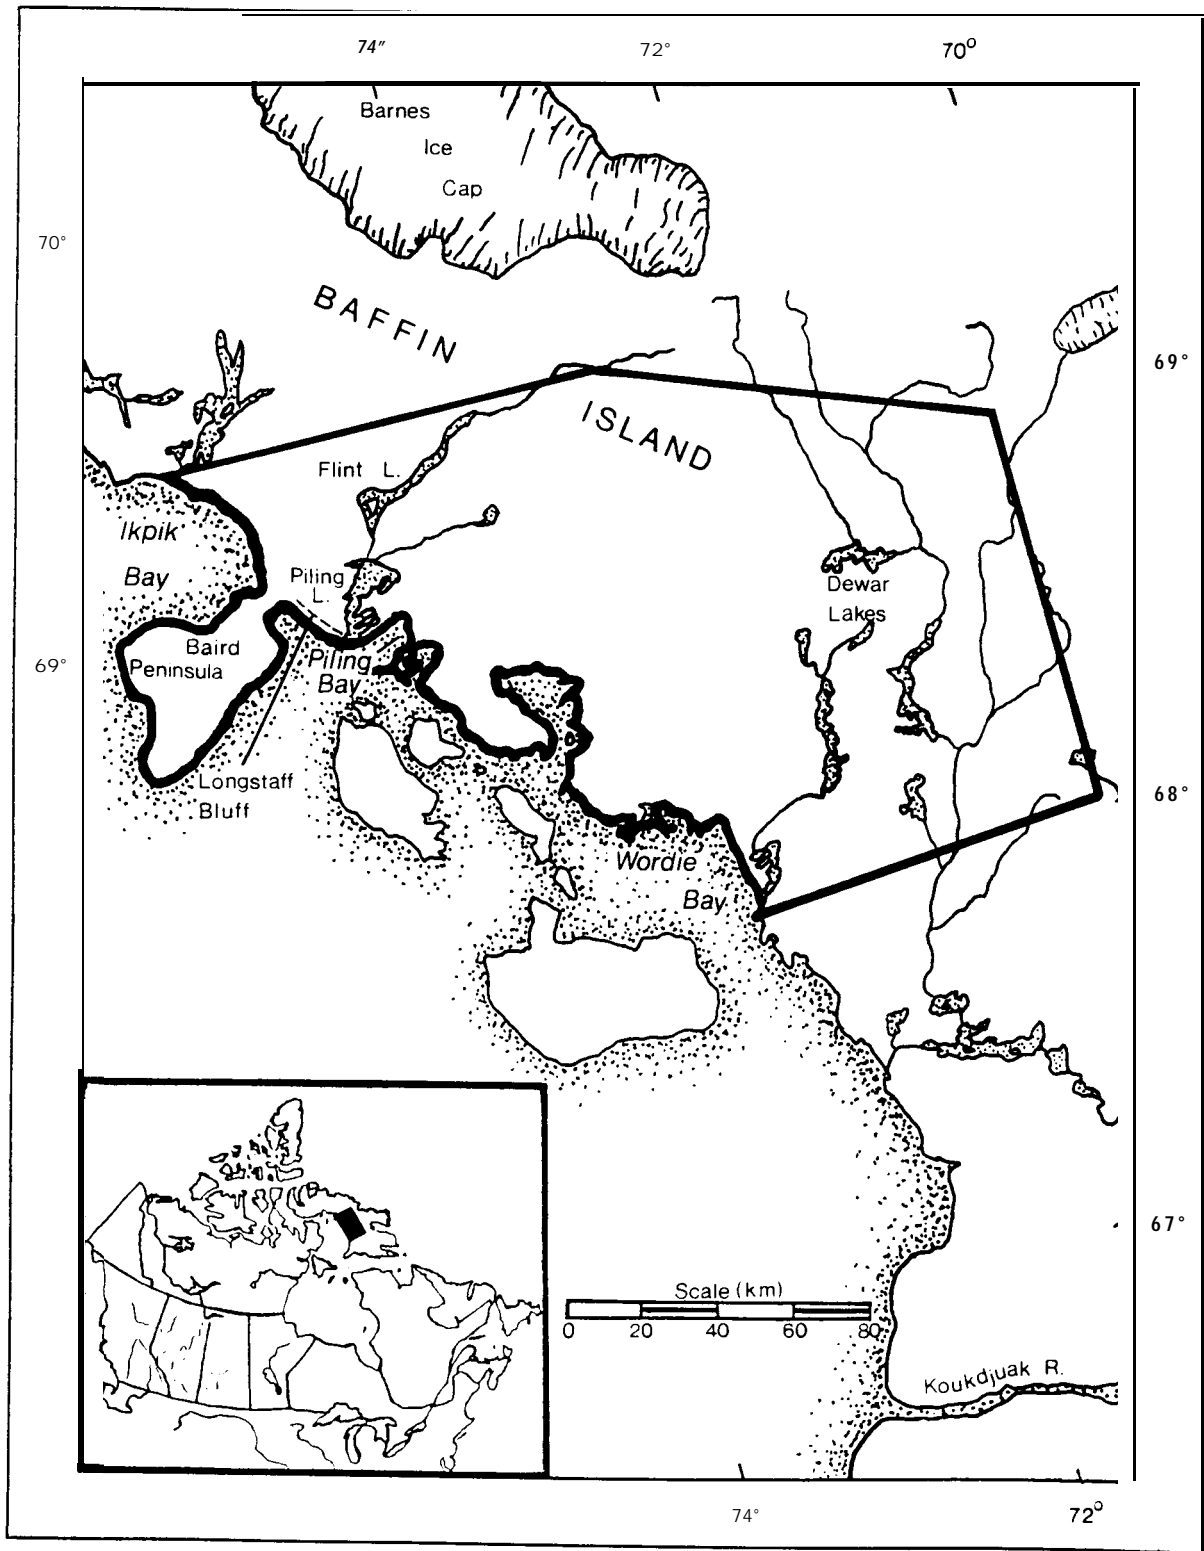 74″ 72° 70°
Barnes
Ice
Cap
70°
BAFFIN
69°
ISLAND
Flint L.
Ikpik
Bay
Piling
L.
Dewar
Lakes
Baird
Peninsula
69°
Piling
Bay
Longstaff
Bluff
68°
Wordie
Bay
67°
Scale (km)
0 20 40 60 80
Koukdjuak R.
74° 72°